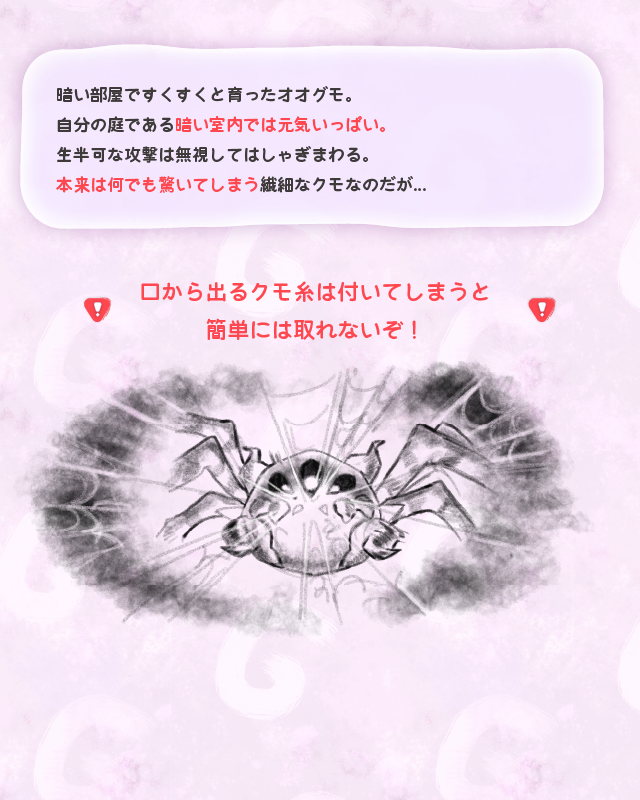 暗い部屋ですくすくと育ったオオグモ。
自分の庭である暗い室内では元気いっぱい。
生半可な攻撃は無視してはしゃぎまわる。
本来は何でも驚いてしまう繊細なクモなのだが…
口から出るクモ糸は付いてしまうと
簡単には取れないぞ！